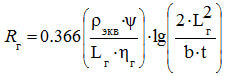 R_г = 0.366 (ρ_экв · ψ / L_г · η_г) · lg (2 · L_г² / b · t)